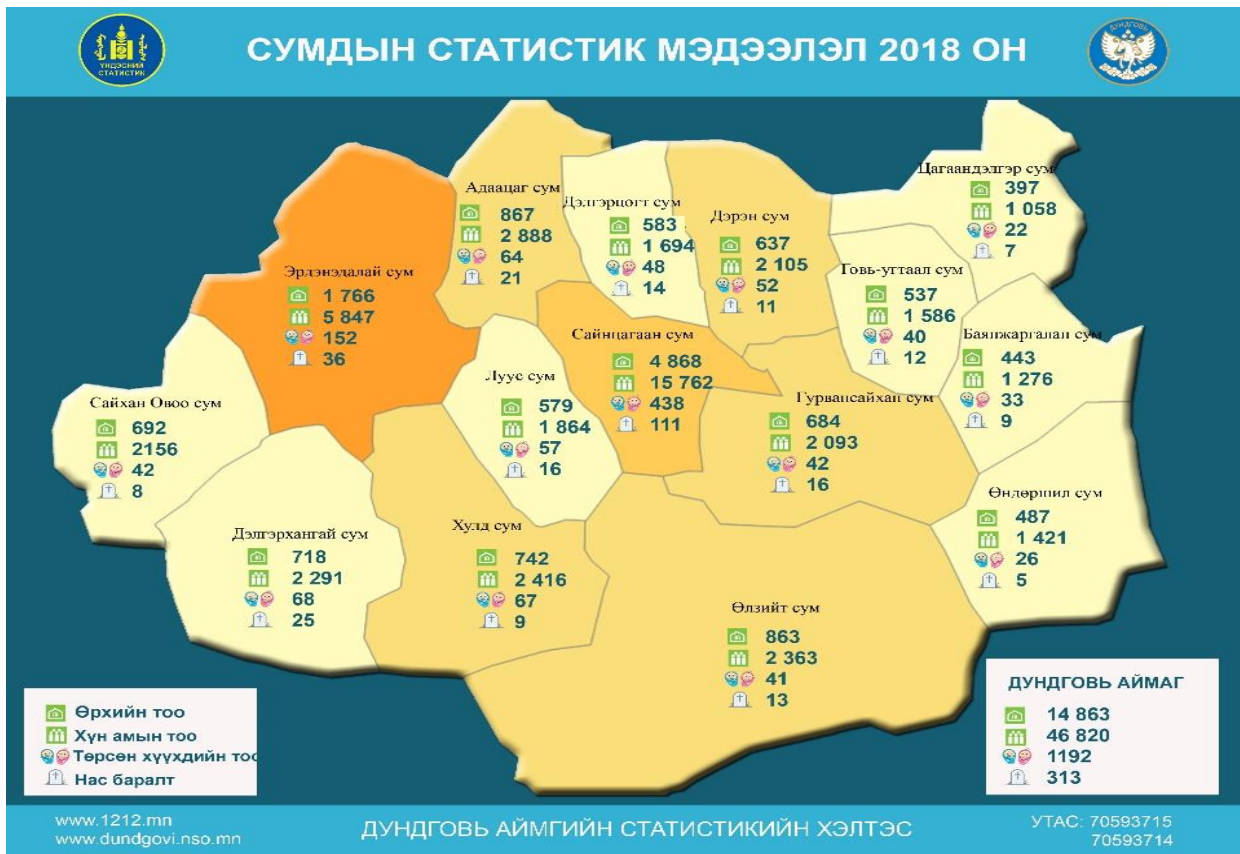 СУМДЫН СТАТИСТИК МЭДЭЭЛЭЛ 2018 ОН
ҮНДЭСНИЙ
СТАТИСТИК
ДУНДГОВЬ
Цагаандэлгэр сум
397
1 058
22
7
Адаацаг сум
867
2 888
64
21
Дэлгэрцогт сум
583
1 694
48
14
Дэрэн сум
637
2 105
52
11
Говь-угтаал сум
537
1 586
40
12
Эрдэнэдалай сум
1 766
5 847
152
36
Сайнцагаан сум
4 868
15 762
438
111
Баянжаргалан сум
443
1 276
33
9
Луус сум
579
1 864
57
16
Гурвансайхан сум
684
2 093
42
16
Сайхан Овоо сум
692
2156
42
8
Өндөршил сум
487
1 421
26
5
Дэлгэрхангай сум
718
2 291
68
25
Хулд сум
742
2 416
67
9
Өлзийт сум
863
2 363
41
13
Өрхийн тоо
Хүн амын тоо
Төрсөн хүүхдийн тоо
Нас баралт
ДУНДГОВЬ АЙМАГ
14 863
46 820
1192
313
www.1212.mn
www.dundgovi.nso.mn
ДУНДГОВЬ АЙМГИЙН СТАТИСТИКИЙН ХЭЛТЭС
УТАС: 70593715
70593714